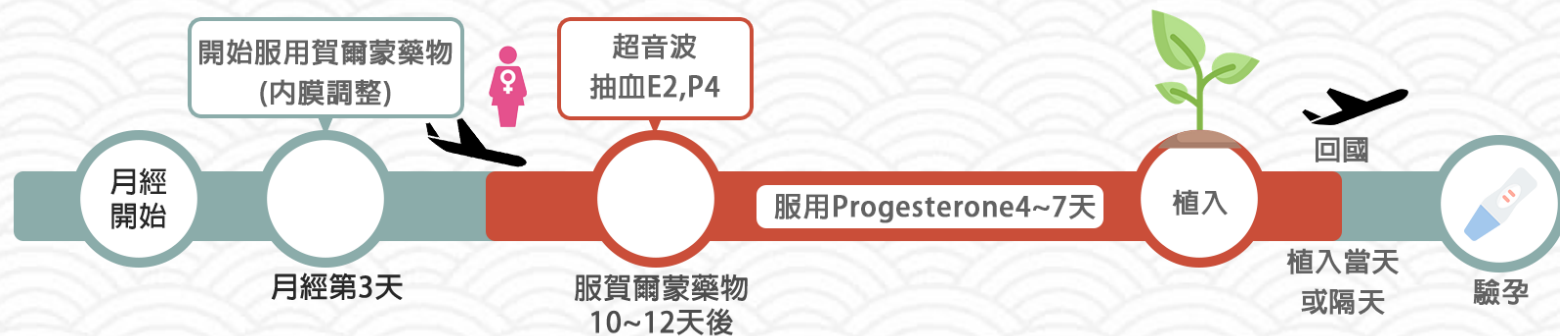 開始服用賀爾蒙藥物
(內膜調整)
超音波
抽血E2,P4
月經
開始
月經第3天
服賀爾蒙藥物
10~12天後
服用Progesterone4~7天
植入
回國
植入當天
或隔天
驗孕